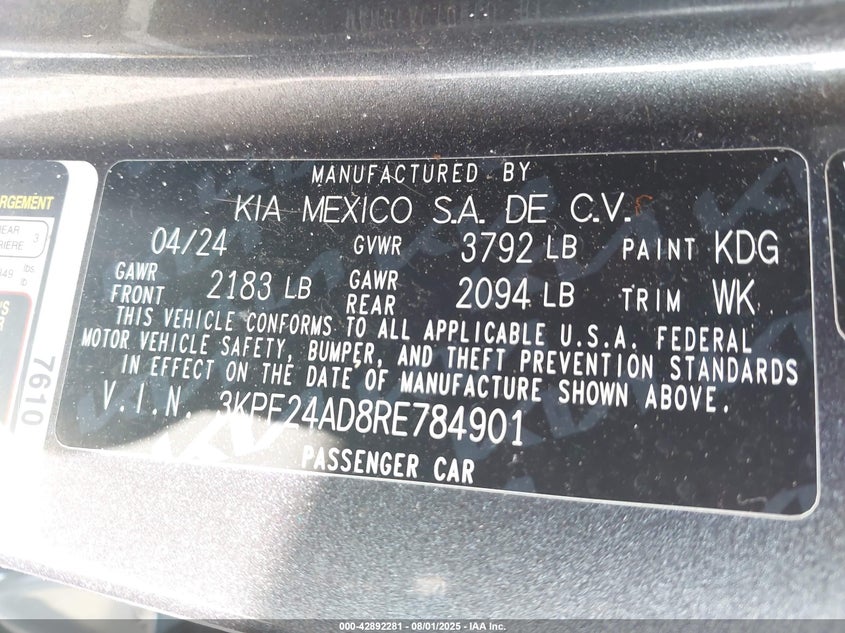 MANUFACTURED BY
KIA MEXICO S.A. DE C.V.
04/24 GVWR 3792 LB PAINT KDG
GAWR FRONT 2183 LB GAWR REAR 2094 LB TRIM WK
THIS VEHICLE CONFORMS TO ALL APPLICABLE U.S.A. FEDERAL
MOTOR VEHICLE SAFETY, BUMPER, AND THEFT PREVENTION STANDARDS
IN EFFECT ON THE DATE OF MANUFACTURE SHOWN ABOVE.
V.I.N. 3KPF24AD8RE784901
PASSENGER CAR
3
lbs
7610
000-42892281 - 08/01/2025 - IAA Inc.